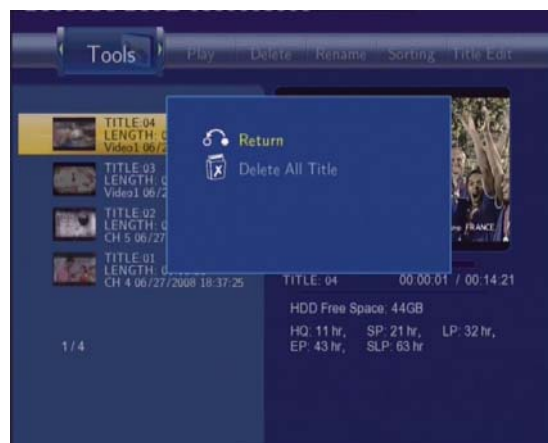 Tools Play Delete Rename Sorting Title Edit
TITLE:04
LENGTH: 0
Video1 06/2
TITLE:03
LENGTH: 0
Video1 06/2
TITLE:02
LENGTH: 0
CH 5 06/27
TITLE:01
LENGTH:
CH 4 06/27/2008 18:37:25
1/4
Return
Delete All Title
FRANCE
TITLE: 04 00:00:01 / 00:14:21
HDD Free Space: 44GB
HQ: 11 hr, SP: 21 hr, LP: 32 hr,
EP: 43 hr, SLP: 63 hr